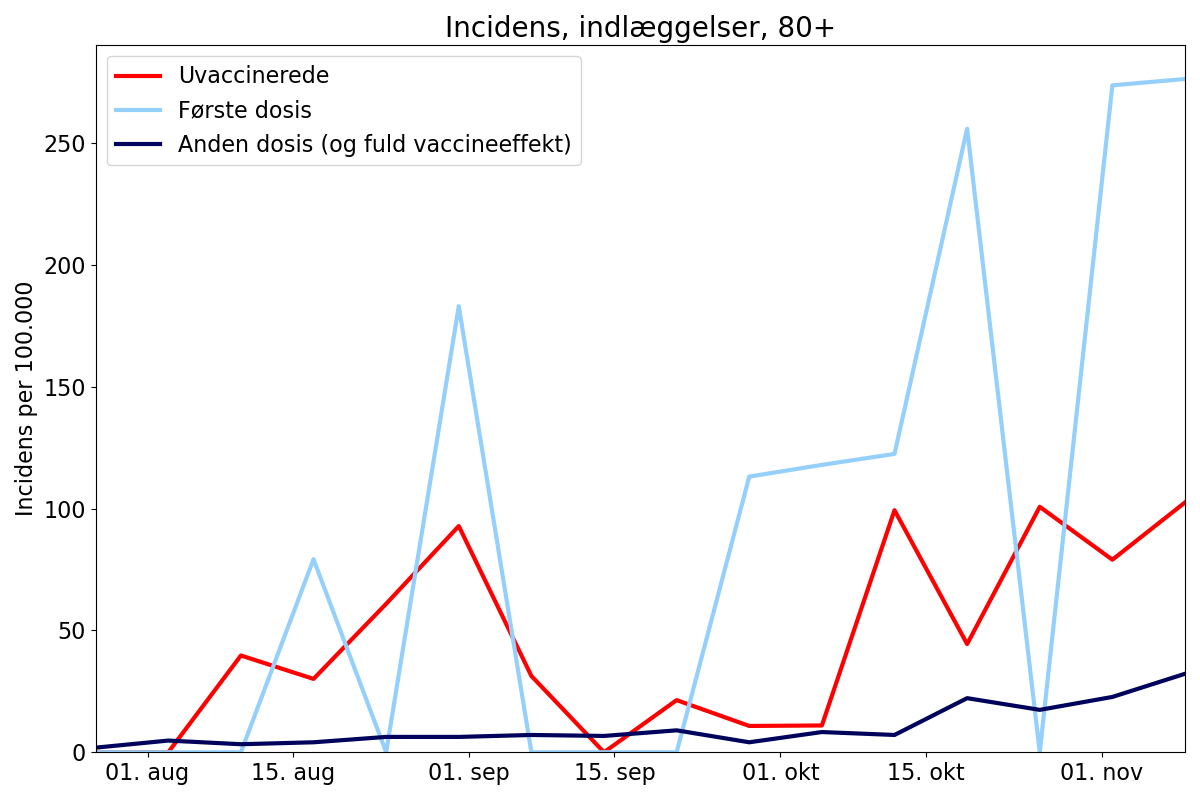 Incidens, indlæggelser, 80+
Uvaccinerede
Første dosis
Anden dosis (og fuld vaccineeffekt)
Incidens per 100.000
250
200
150
100
50
0
01. aug
15. aug
01. sep
15. sep
01. okt
15. okt
01. nov